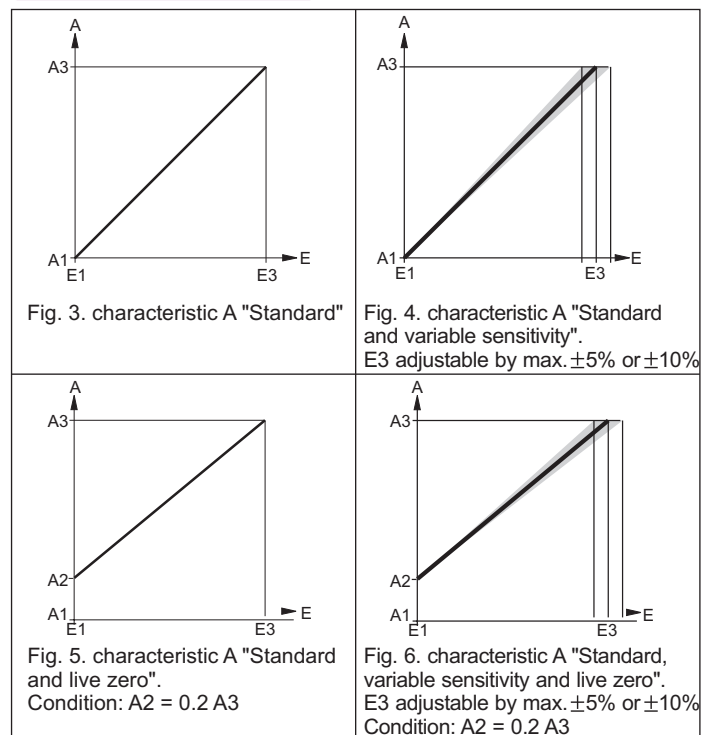 A
A3
A1
E1
E3
E
Fig. 3. characteristic A "Standard"
A
A3
A1
E1
E3
E
Fig. 4. characteristic A "Standard
and variable sensitivity".
E3 adjustable by max. ±5% or ±10%
A
A3
A2
A1
E1
E3
E
Fig. 5. characteristic A "Standard
and live zero".
Condition: A2 = 0.2 A3
A
A3
A2
A1
E1
E3
E
Fig. 6. characteristic A "Standard,
variable sensitivity and live zero".
E3 adjustable by max. ±5% or ±10%
Condition: A2 = 0.2 A3